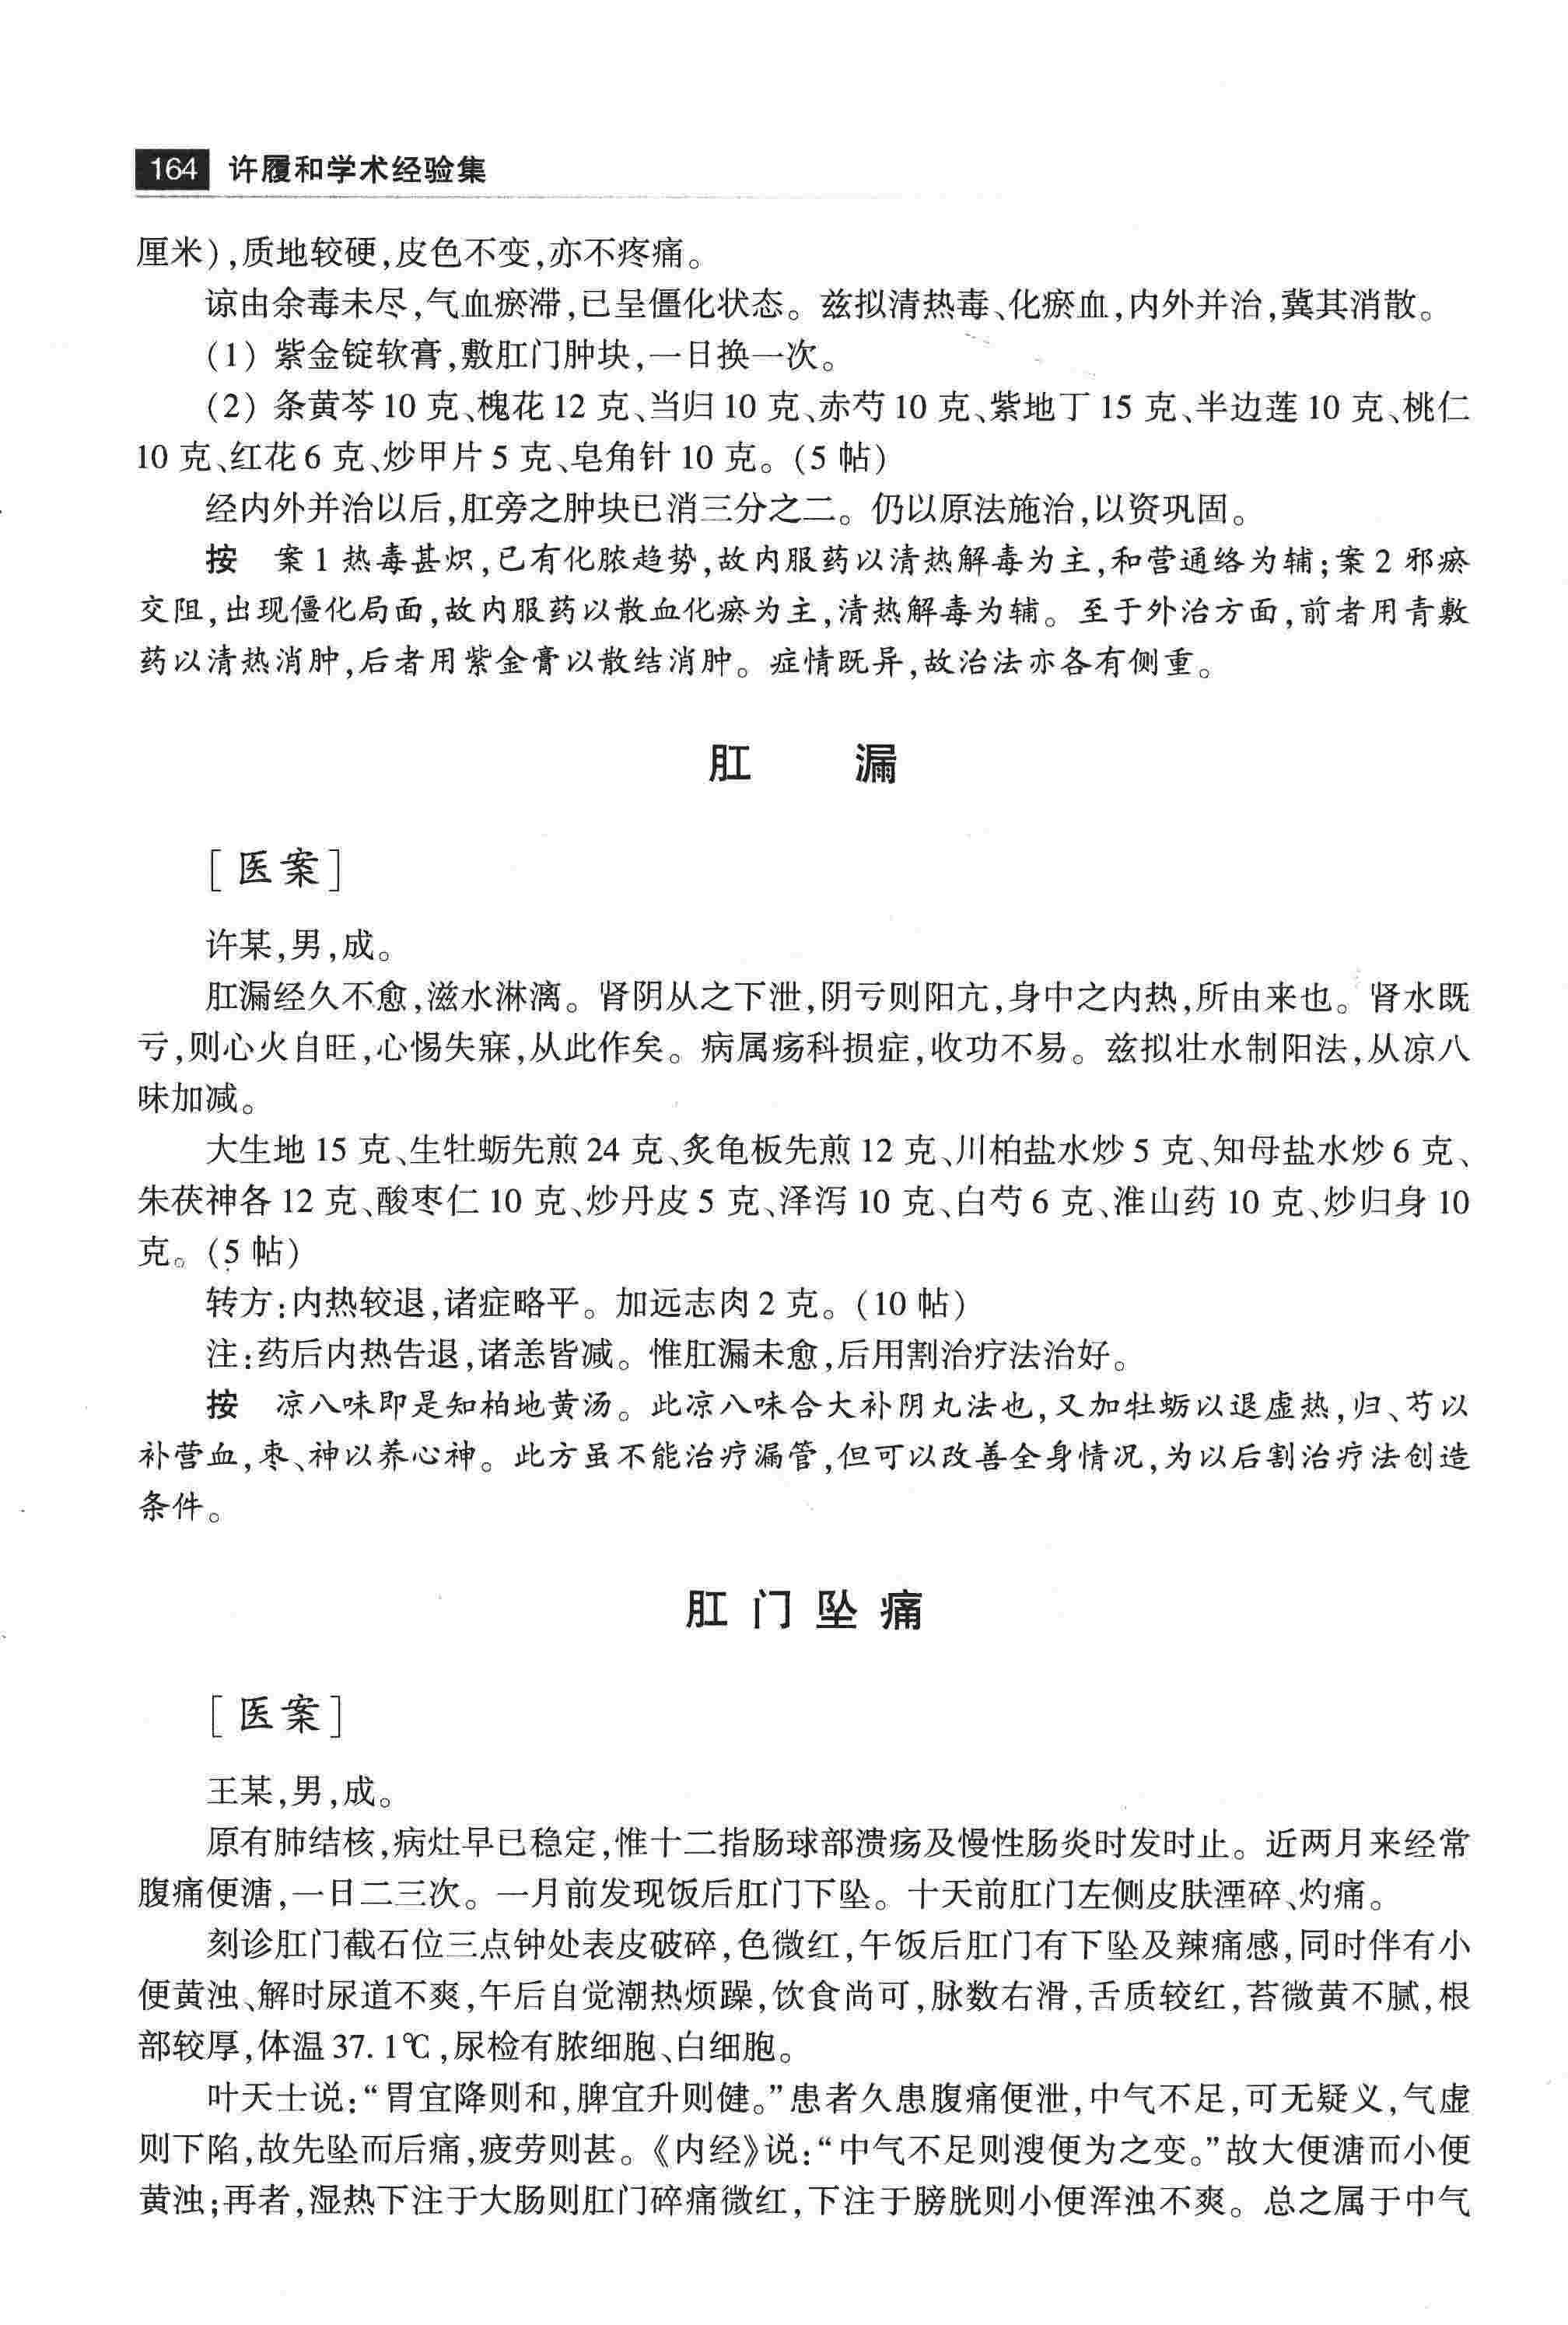 164 许履和学术经验集
厘米),质地较硬,皮色不变,亦不疼痛。
谅由余毒未尽,气血瘀滞,已呈僵化状态。兹拟清热毒、化瘀血,内外并治,冀其消散。
(1) 紫金锭软膏,敷肛门肿块,一日换一次。
(2) 条黄芩 10 克、槐花 12 克、当归 10 克、赤芍 10 克、紫地丁 15 克、半边莲 10 克、桃仁
10 克、红花 6 克、炒甲片 5 克、皂角针 10 克。(5 帖)
经内外并治以后,肛旁之肿块已消三分之二。仍以原法施治,以资巩固。
按 案 1 热毒甚炽,已有化脓趋势,故内服药以清热解毒为主,和营通络为辅;案 2 邪瘀
交阻,出现僵化局面,故内服药以散血化瘀为主,清热解毒为辅。至于外治方面,前者用青敷
药以清热消肿,后者用紫金膏以散结消肿。症情既异,故治法亦各有侧重。
肛 漏
[医案]
许某,男,成。
肛漏经久不愈,滋水淋漓。肾阴从之下泄,阴亏则阳亢,身中之内热,所由来也。肾水既
亏,则心火自旺,心惕失寐,从此作矣。病属疡科损症,收功不易。兹拟壮水制阳法,从凉八
味加减。
大生地 15 克、生牡蛎先煎 24 克、炙龟板先煎 12 克、川柏盐水炒 5 克、知母盐水炒 6 克、
朱茯神各 12 克、酸枣仁 10 克、炒丹皮 5 克、泽泻 10 克、白芍 6 克、淮山药 10 克、炒归身 10
克。(5 帖)
转方:内热较退,诸症略平。加远志肉 2 克。(10 帖)
注:药后内热告退,诸恙皆减。惟肛漏未愈,后用割治疗法治好。
按 凉八味即是知柏地黄汤。此凉八味合大补阴丸法也,又加牡蛎以退虚热,归、芍以
补营血,枣、神以养心神。此方虽不能治疗漏管,但可以改善全身情况,为以后割治疗法创造
条件。
肛门坠痛
[医案]
王某,男,成。
原有肺结核,病灶早已稳定,惟十二指肠球部溃疡及慢性肠炎时发时止。近两月来经常
腹痛便溏,一日二三次。一月前发现饭后肛门下坠。十天前肛门左侧皮肤湮碎、灼痛。
刻诊肛门截石位三点钟处表皮破碎,色微红,午饭后肛门有下坠及辣痛感,同时伴有小
便黄浊、解时尿道不爽,午后自觉潮热烦躁,饮食尚可,脉数右滑,舌质较红,苔微黄不腻,根
部较厚,体温 37.1℃,尿检有脓细胞、白细胞。
叶天士说:“胃宜降则和,脾宜升则健。”患者久患腹痛便泄,中气不足,可无疑义,气虚
则下陷,故先坠而后痛,疲劳则甚。《内经》说:“中气不足则溲便为之变。”故大便溏而小便
黄浊;再者,湿热下注于大肠则肛门碎痛微红,下注于膀胱则小便浑浊不爽。总之属于中气